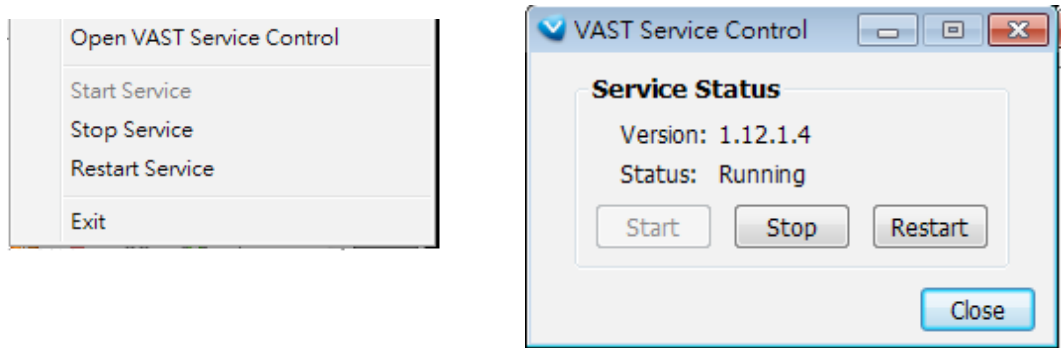 Open VAST Service Control
Start Service
Stop Service
Restart Service
Exit
VAST Service Control
Service Status
Version: 1.12.1.4
Status: Running
Start Stop Restart
Close